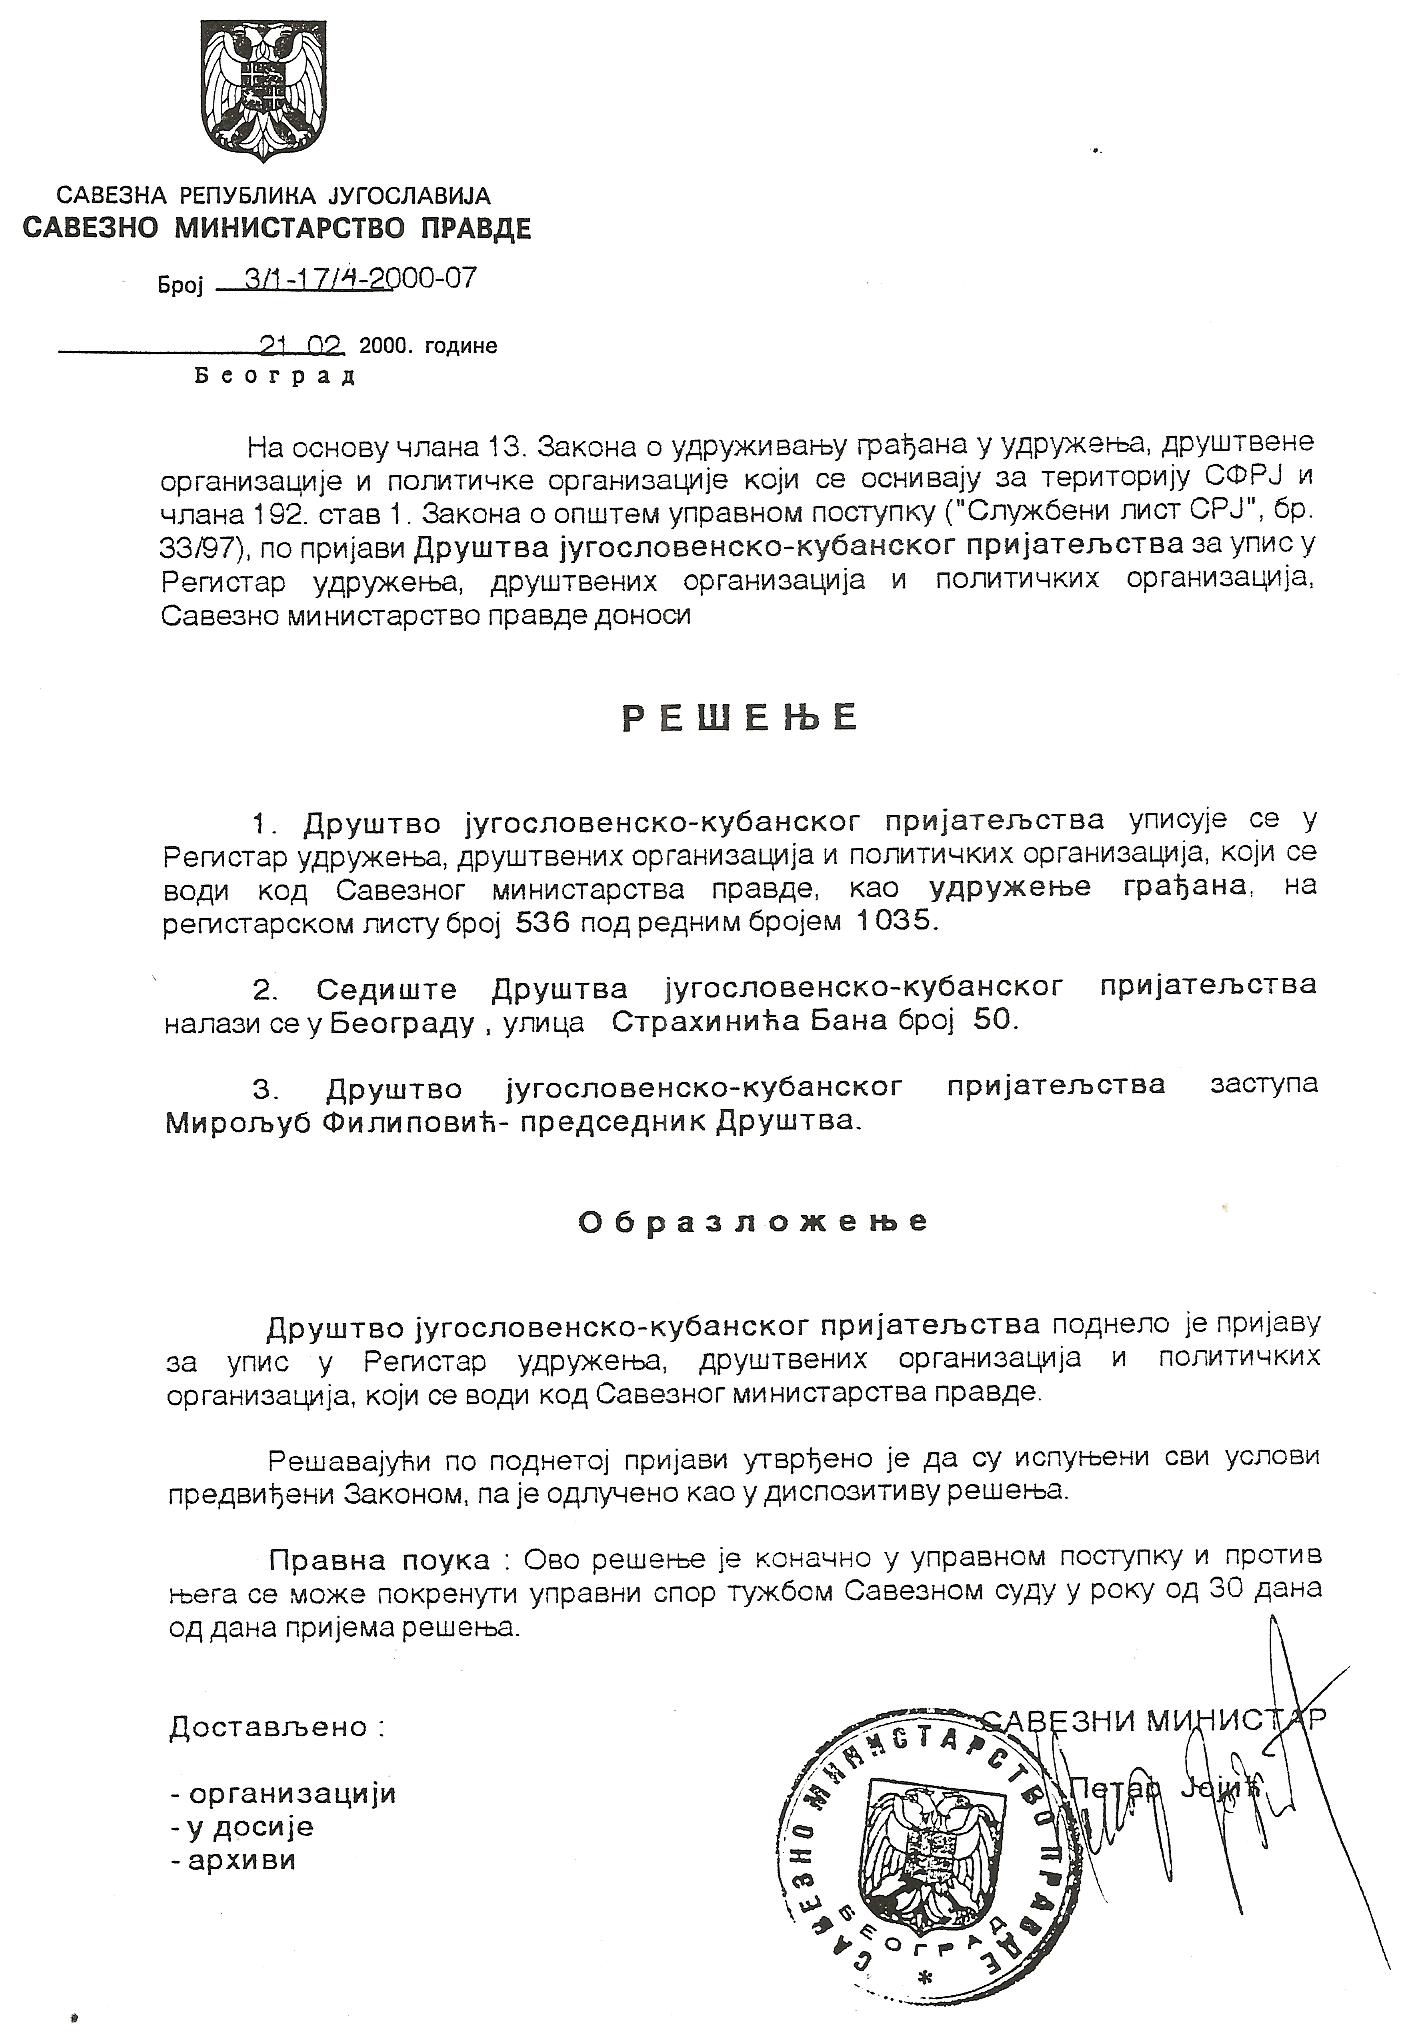 САВЕЗНА РЕПУБЛИКА ЈУГОСЛАВИЈА
САВЕЗНО МИНИСТАРСТВО ПРАВДЕ
Број 3/1-17/4-2000-07
21 02 2000. године
Београд
На основу члана 13. Закона о удруживању грађана у удружења, друштвене
организације и политичке организације који се оснивају за територију СФРЈ и
члана 192. став 1. Закона о општем управном поступку ("Службени лист СРЈ", бр.
33/97), по пријави Друштва југословенско-кубанског пријатељства за упис у
Регистар удружења, друштвених организација и политичких организација,
Савезно министарство правде доноси
РЕШЕЊЕ
1. Друштво југословенско-кубанског пријатељства уписује се у
Регистар удружења, друштвених организација и политичких организација, који се
води код Савезног министарства правде, као удружење грађана, на
регистарском листу број 536 под редним бројем 1035.
2. Седиште Друштва југословенско-кубанског пријатељства
налази се у Београду , улица Страхинића Бана број 50.
3. Друштво југословенско-кубанског пријатељства заступа
Мирољуб Филиповић- председник Друштва.
Образложење
Друштво југословенско-кубанског пријатељства поднело је пријаву
за упис у Регистар удружења, друштвених организација и политичких
организација, који се води код Савезног министарства правде.
Решавајући по поднетој пријави утврђено је да су испуњени сви услови
предвиђени Законом, па је одлучено као у диспозитиву решења.
Правна поука : Ово решење је коначно у управном поступку и против
њега се може покренути управни спор тужбом Савезном суду у року од 30 дана
од дана пријема решења.
Достављено :
- организацији
- у досије
- архиви
САВЕЗНИ МИНИСТАР
Петар Јојић
САВЕЗНО МИНИСТАРСТВО ПРАВДЕ
БЕОГРАД